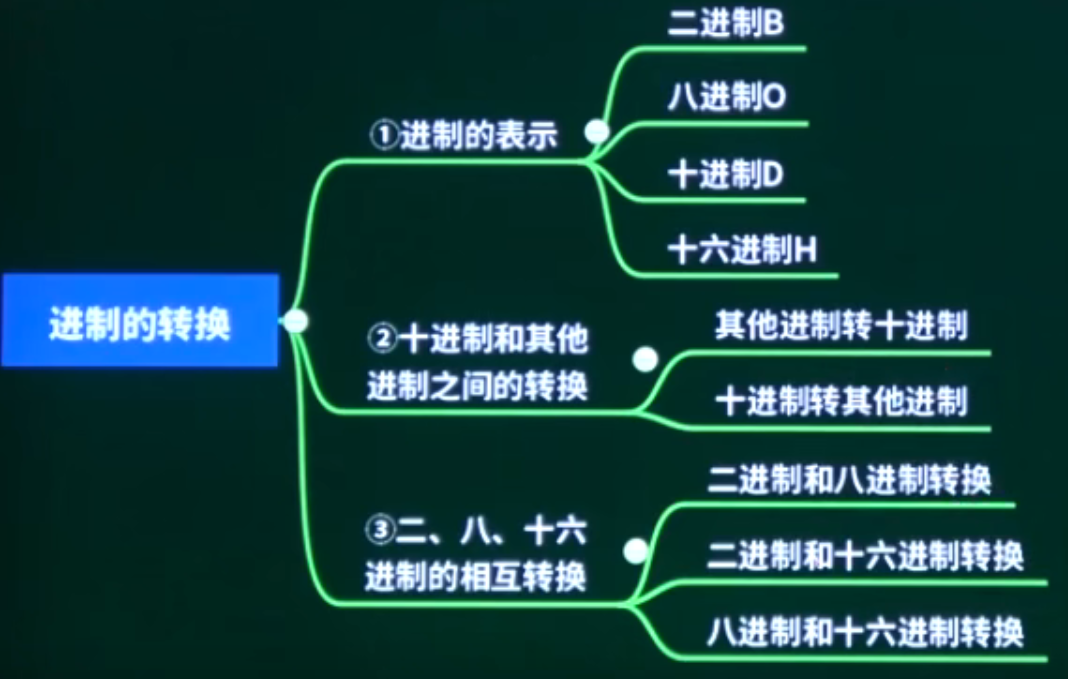 二进制B
八进制O
①进制的表示
十进制D
十六进制H
进制的转换
其他进制转十进制
②十进制和其他
进制之间的转换
十进制转其他进制
二进制和八进制转换
③二、八、十六
进制的相互转换
二进制和十六进制转换
八进制和十六进制转换